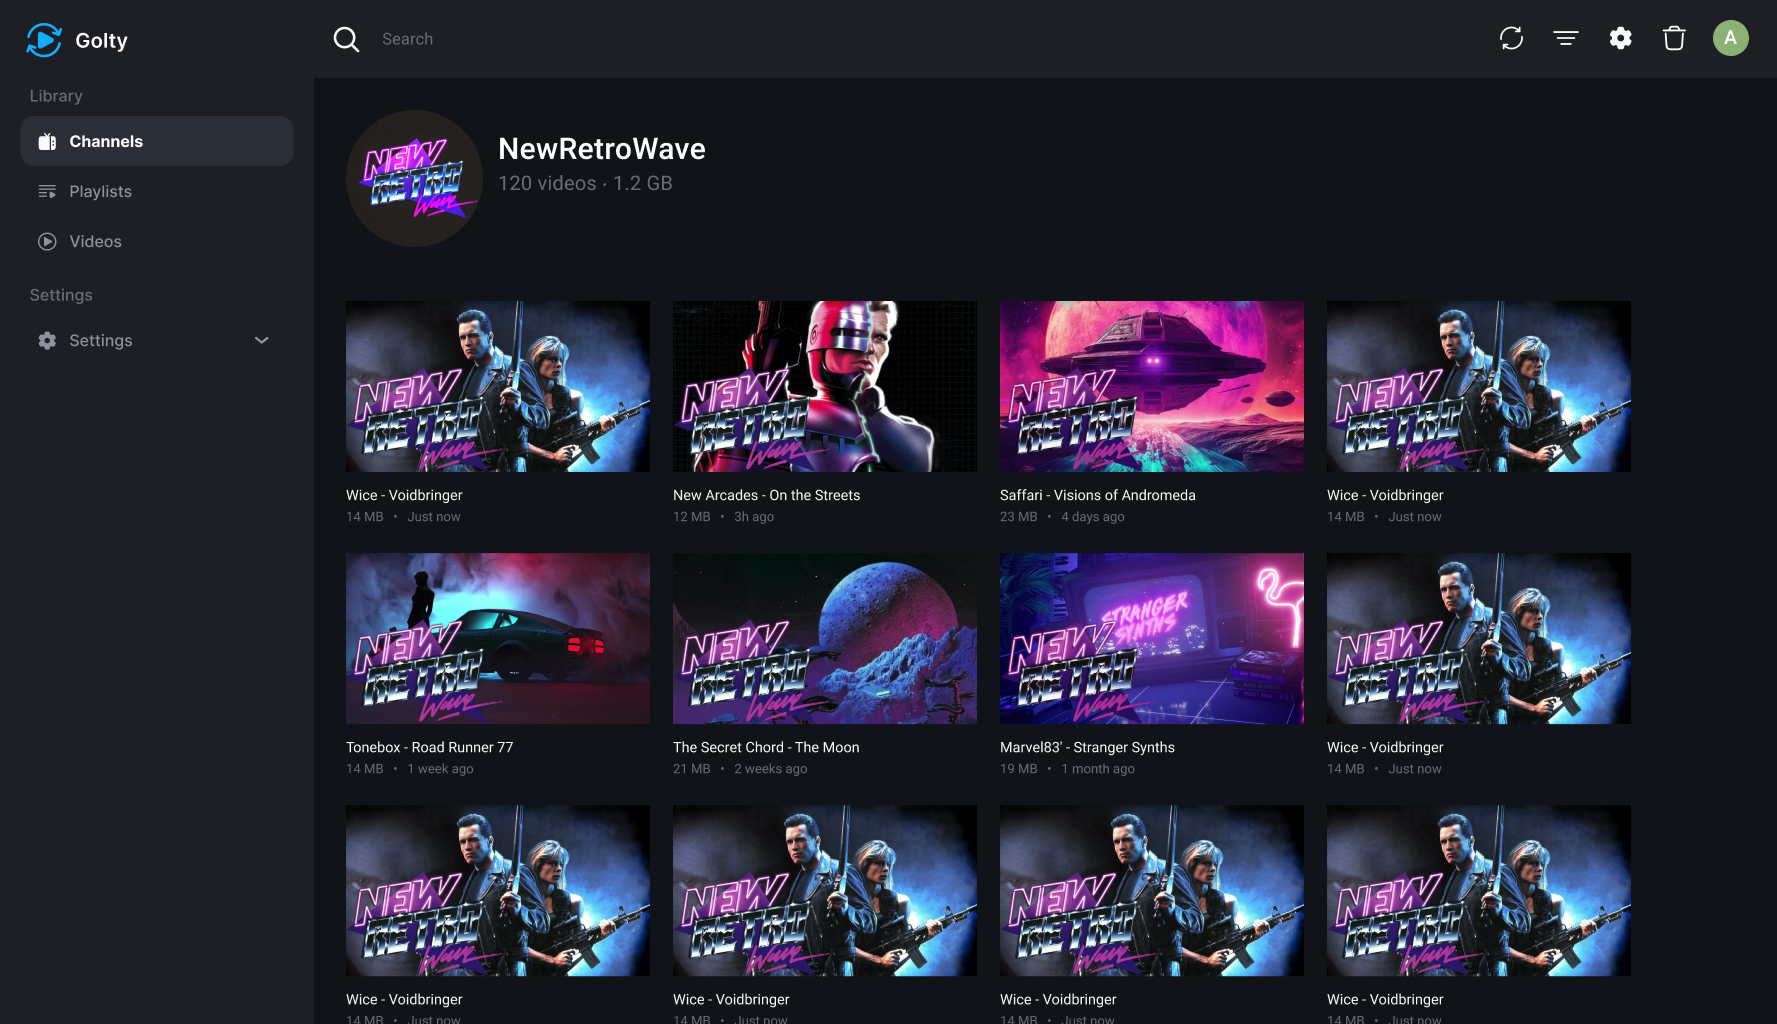 Golty
Search
A
Library
Channels
Playlists
Videos
Settings
Settings
NEW
RETRO
Wave
NewRetroWave
120 videos · 1.2 GB
NEW
RETRO
Wave
NEW
RETRO
Wave
NEW
RETRO
Wave
NEW
RETRO
Wave
Wice - Voidbringer
14 MB • Just now
New Arcades - On the Streets
12 MB • 3h ago
Saffari - Visions of Andromeda
23 MB • 4 days ago
Wice - Voidbringer
14 MB • Just now
NEW
RETRO
Wave
NEW
RETRO
Wave
STRANGER
SYNTHS
NEW
RETRO
Wave
NEW
RETRO
Wave
Tonebox - Road Runner 77
14 MB • 1 week ago
The Secret Chord - The Moon
21 MB • 2 weeks ago
Marvel83' - Stranger Synths
19 MB • 1 month ago
Wice - Voidbringer
14 MB • Just now
NEW
RETRO
Wave
NEW
RETRO
Wave
NEW
RETRO
Wave
NEW
RETRO
Wave
Wice - Voidbringer
14 MB • Just now
Wice - Voidbringer
14 MB • Just now
Wice - Voidbringer
14 MB • Just now
Wice - Voidbringer
14 MB • Just now